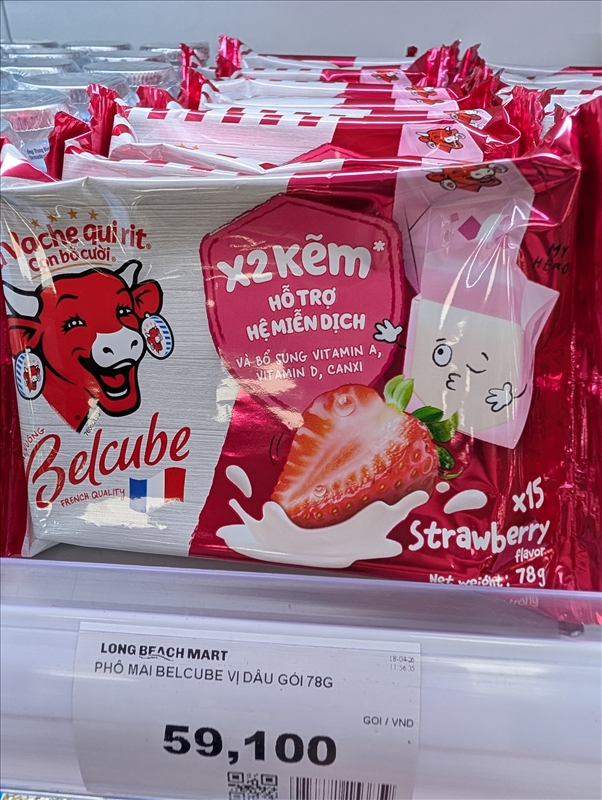 la Vache qui rit.
Con bò cười.
x2 Kẽm*
HỖ TRỢ
HỆ MIỄN DỊCH
VÀ BỔ SUNG VITAMIN A,
VITAMIN D, CANXI
MY
HERO
Belcube
FRENCH QUALITY
x15
Strawberry
flavor
Net weight: 78g
LONG BEACH MART
PHÔ MAI BELCUBE VỊ DÂU GÓI 78G
GOI / VND
59,100